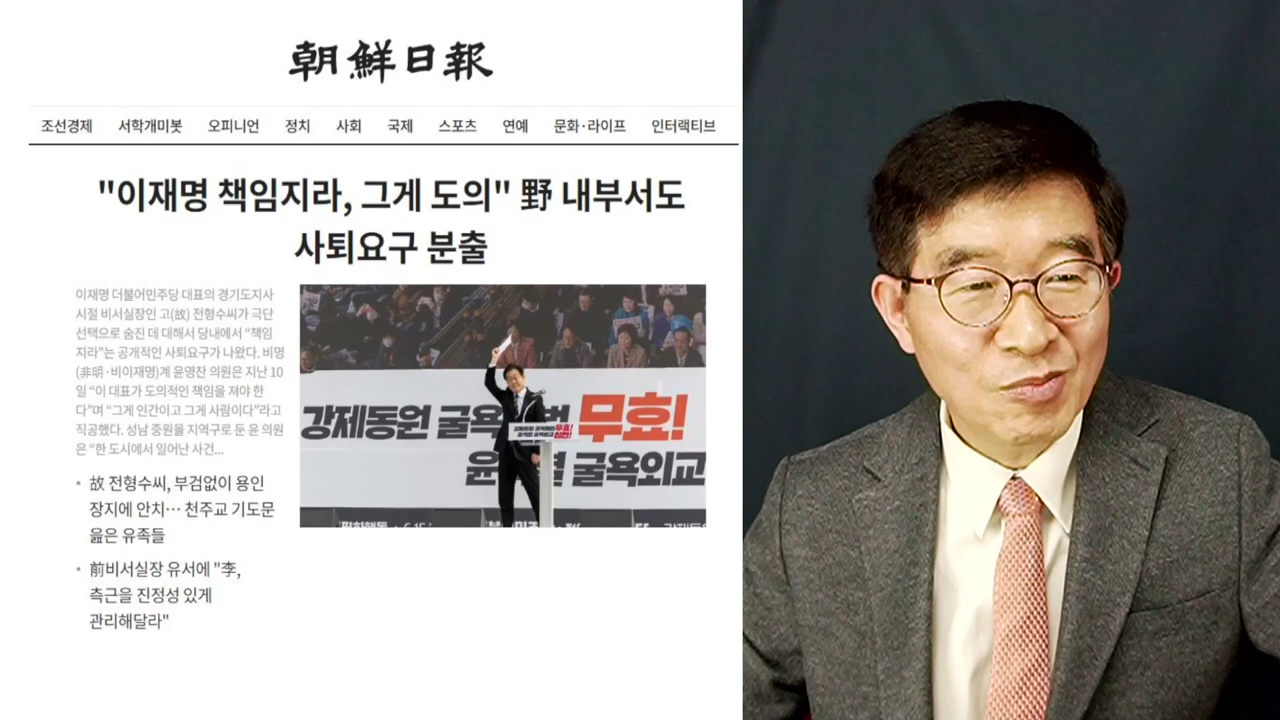 朝鮮日報
조선경제 서학개미봇 오피니언 정치 사회 국제 스포츠 연예 문화·라이프 인터랙티브
"이재명 책임지라, 그게 도의" 野 내부서도
사퇴요구 분출
이재명 더불어민주당 대표의 경기도지사
시절 비서실장인 고(故) 전형수씨가 극단
선택으로 숨진 데 대해서 당내에서 “책임
지라”는 공개적인 사퇴요구가 나왔다. 비명
(非明·비이재명)계 윤영찬 의원은 지난 10
일 “이 대표가 도의적인 책임을 져야 한
다”며 “그게 인간이고 그게 사람이다”라고
직공했다. 성남 중원을 지역구로 둔 윤 의원
은 “한 도시에서 일어난 사건...
• 故 전형수씨, 부검없이 용인
장지에 안치… 천주교 기도문
읊은 유족들
• 前비서실장 유서에 "李,
측근을 진정성 있게
관리해달라"
강제동원 굴욕 무효!
윤 굴욕외교